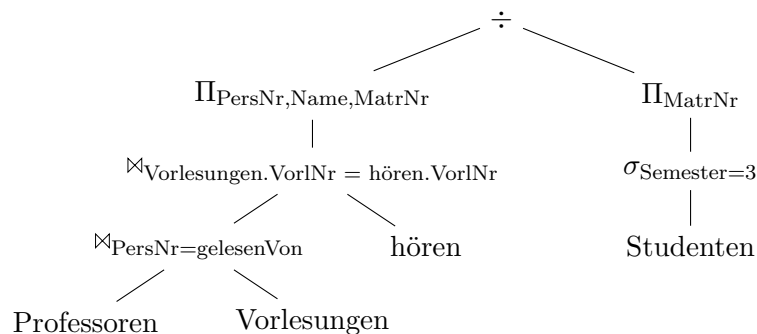 ÷
Π_PersNr,Name,MatrNr Π_MatrNr
⋈_Vorlesungen.VorlNr = hören.VorlNr σ_Semester=3
⋈_PersNr=gelesenVon hören Studenten
Professoren Vorlesungen